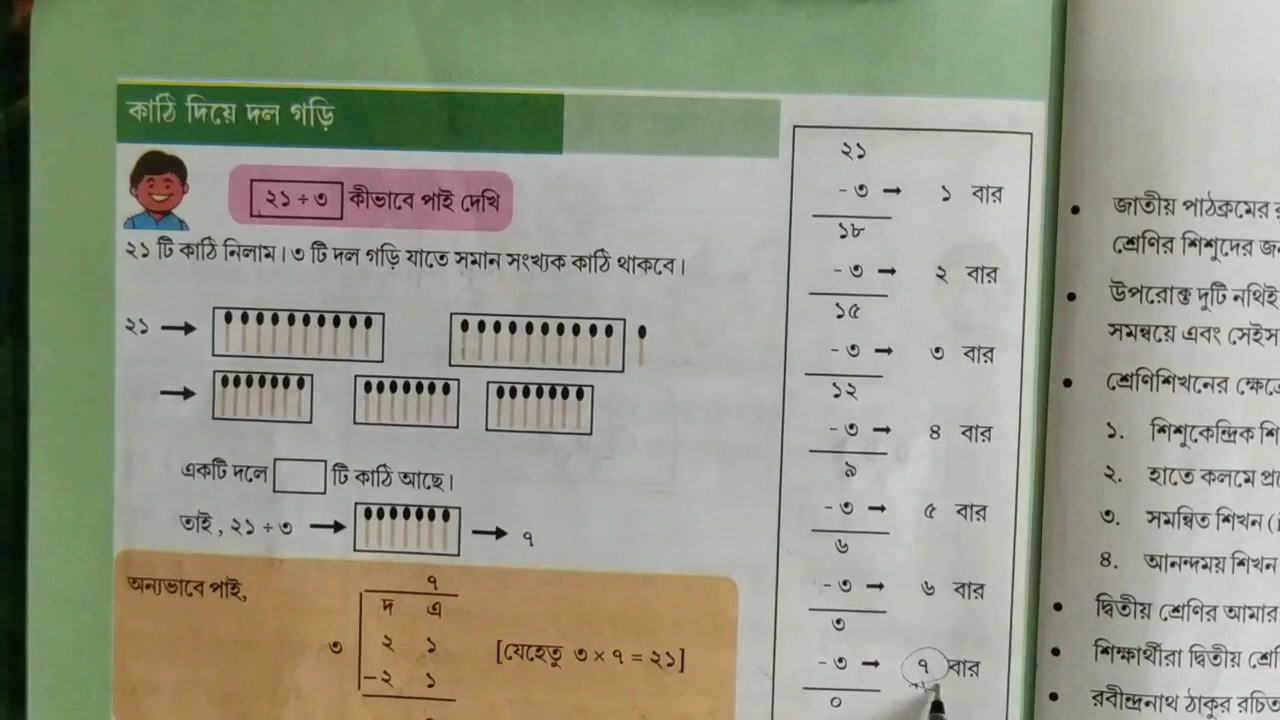 কাঠি দিয়ে দল গড়ি
২১ ÷ ৩ কীভাবে পাই দেখি
২১ টি কাঠি নিলাম। ৩ টি দল গড়ি যাতে সমান সংখ্যক কাঠি থাকবে।
২১ →
→
একটি দলে টি কাঠি আছে।
তাই, ২১ ÷ ৩ → → ৭
অন্যভাবে পাই,
৭
দ এ
৩ ২ ১ [যেহেতু ৩ × ৭ = ২১]
- ২ ১
২১
- ৩ → ১ বার
১৮
- ৩ → ২ বার
১৫
- ৩ → ৩ বার
১২
- ৩ → ৪ বার
৯
- ৩ → ৫ বার
৬
- ৩ → ৬ বার
৩
- ৩ → ৭ বার
০
• জাতীয় পাঠক্রমের
শ্রেণির শিশুদের
• উপরোক্ত দুটি নথিই
সমন্বয়ে এবং সেইস
• শ্রেণিশিখনের ক্ষেত্রে
১. শিশুকেন্দ্রিক শি
২. হাতে কলমে
৩. সমন্বিত শিখন (
৪. আনন্দময় শিখন
• দ্বিতীয় শ্রেণির আমার
• শিক্ষার্থীরা দ্বিতীয় শ্রেণি
• রবীন্দ্রনাথ ঠাকুর রচিত